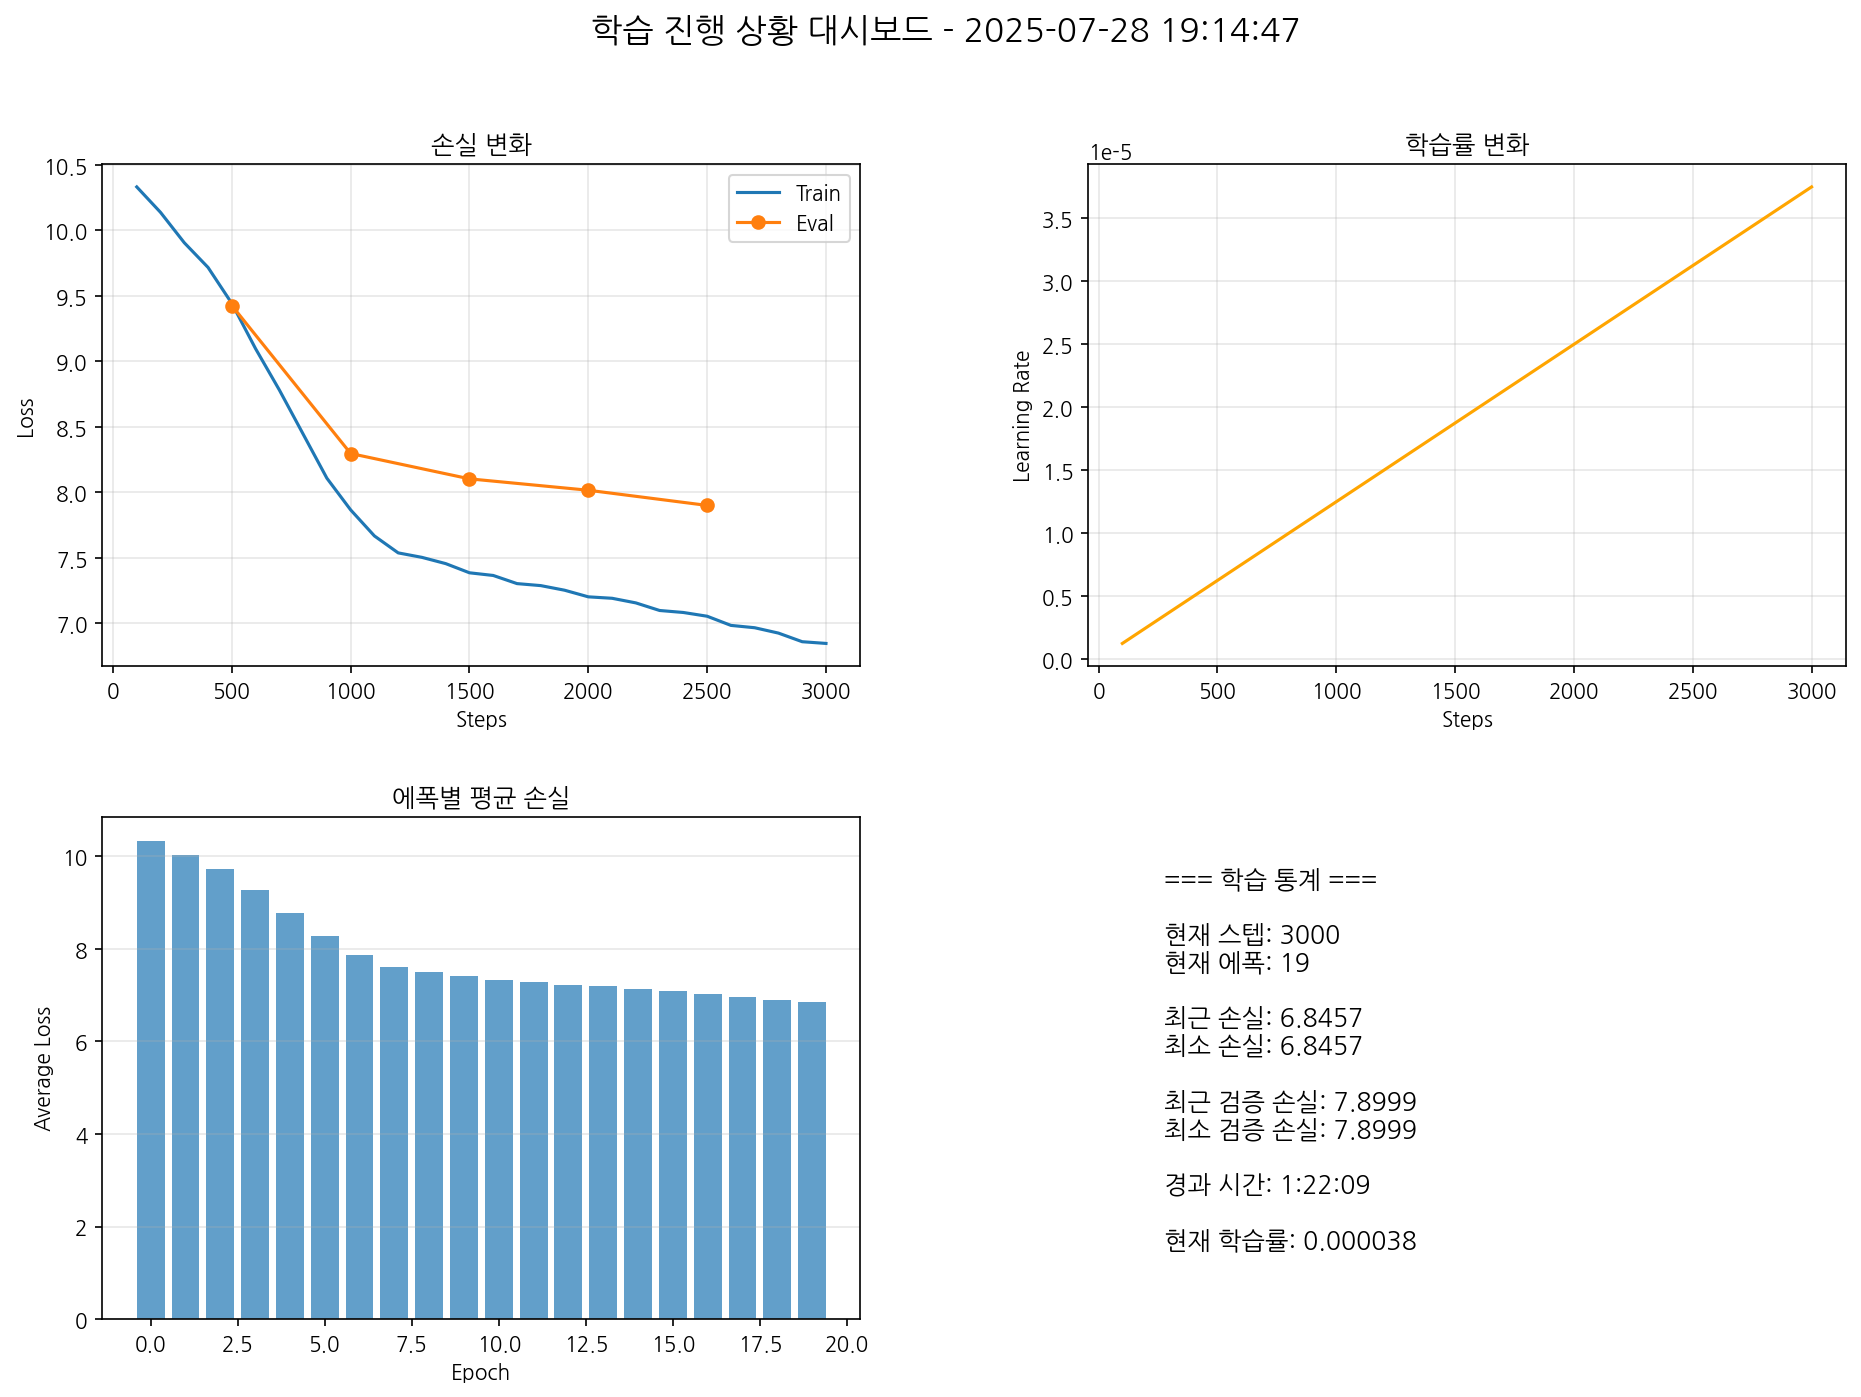 학습 진행 상황 대시보드 - 2025-07-28 19:14:47
손실 변화
10.5
10.0
9.5
9.0
8.5
8.0
7.5
7.0
Loss
Train
Eval
0 500 1000 1500 2000 2500 3000
Steps
학습률 변화
1e-5
3.5
3.0
2.5
2.0
1.5
1.0
0.5
0.0
Learning Rate
0 500 1000 1500 2000 2500 3000
Steps
에폭별 평균 손실
10
8
6
4
2
0
Average Loss
0.0 2.5 5.0 7.5 10.0 12.5 15.0 17.5 20.0
Epoch
=== 학습 통계 ===
현재 스텝: 3000
현재 에폭: 19
최근 손실: 6.8457
최소 손실: 6.8457
최근 검증 손실: 7.8999
최소 검증 손실: 7.8999
경과 시간: 1:22:09
현재 학습률: 0.000038